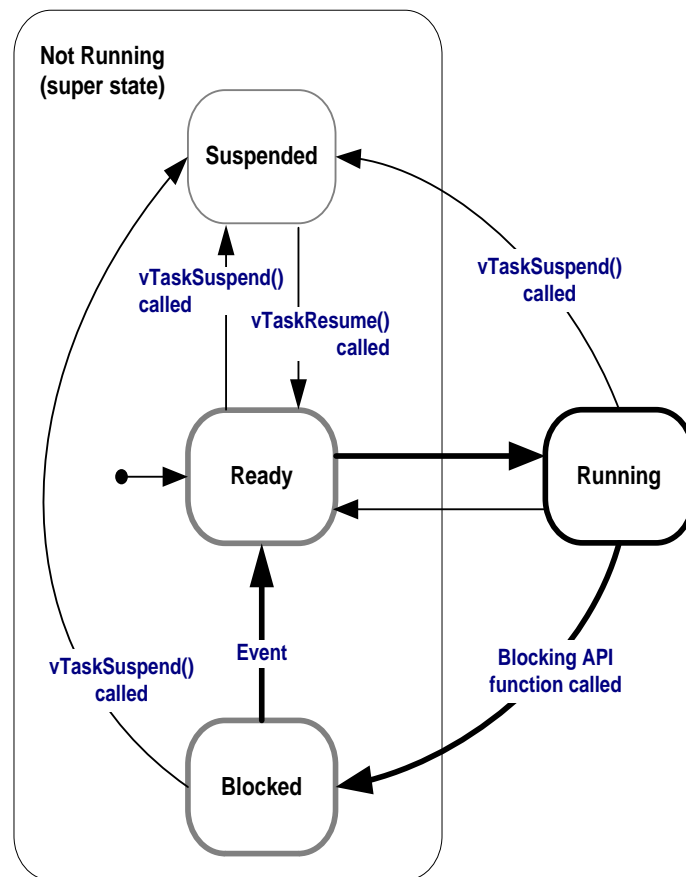 Not Running
(super state)
Suspended
vTaskSuspend()
called
vTaskResume()
called
vTaskSuspend()
called
Ready
Running
Event
vTaskSuspend()
called
Blocking API
function called
Blocked